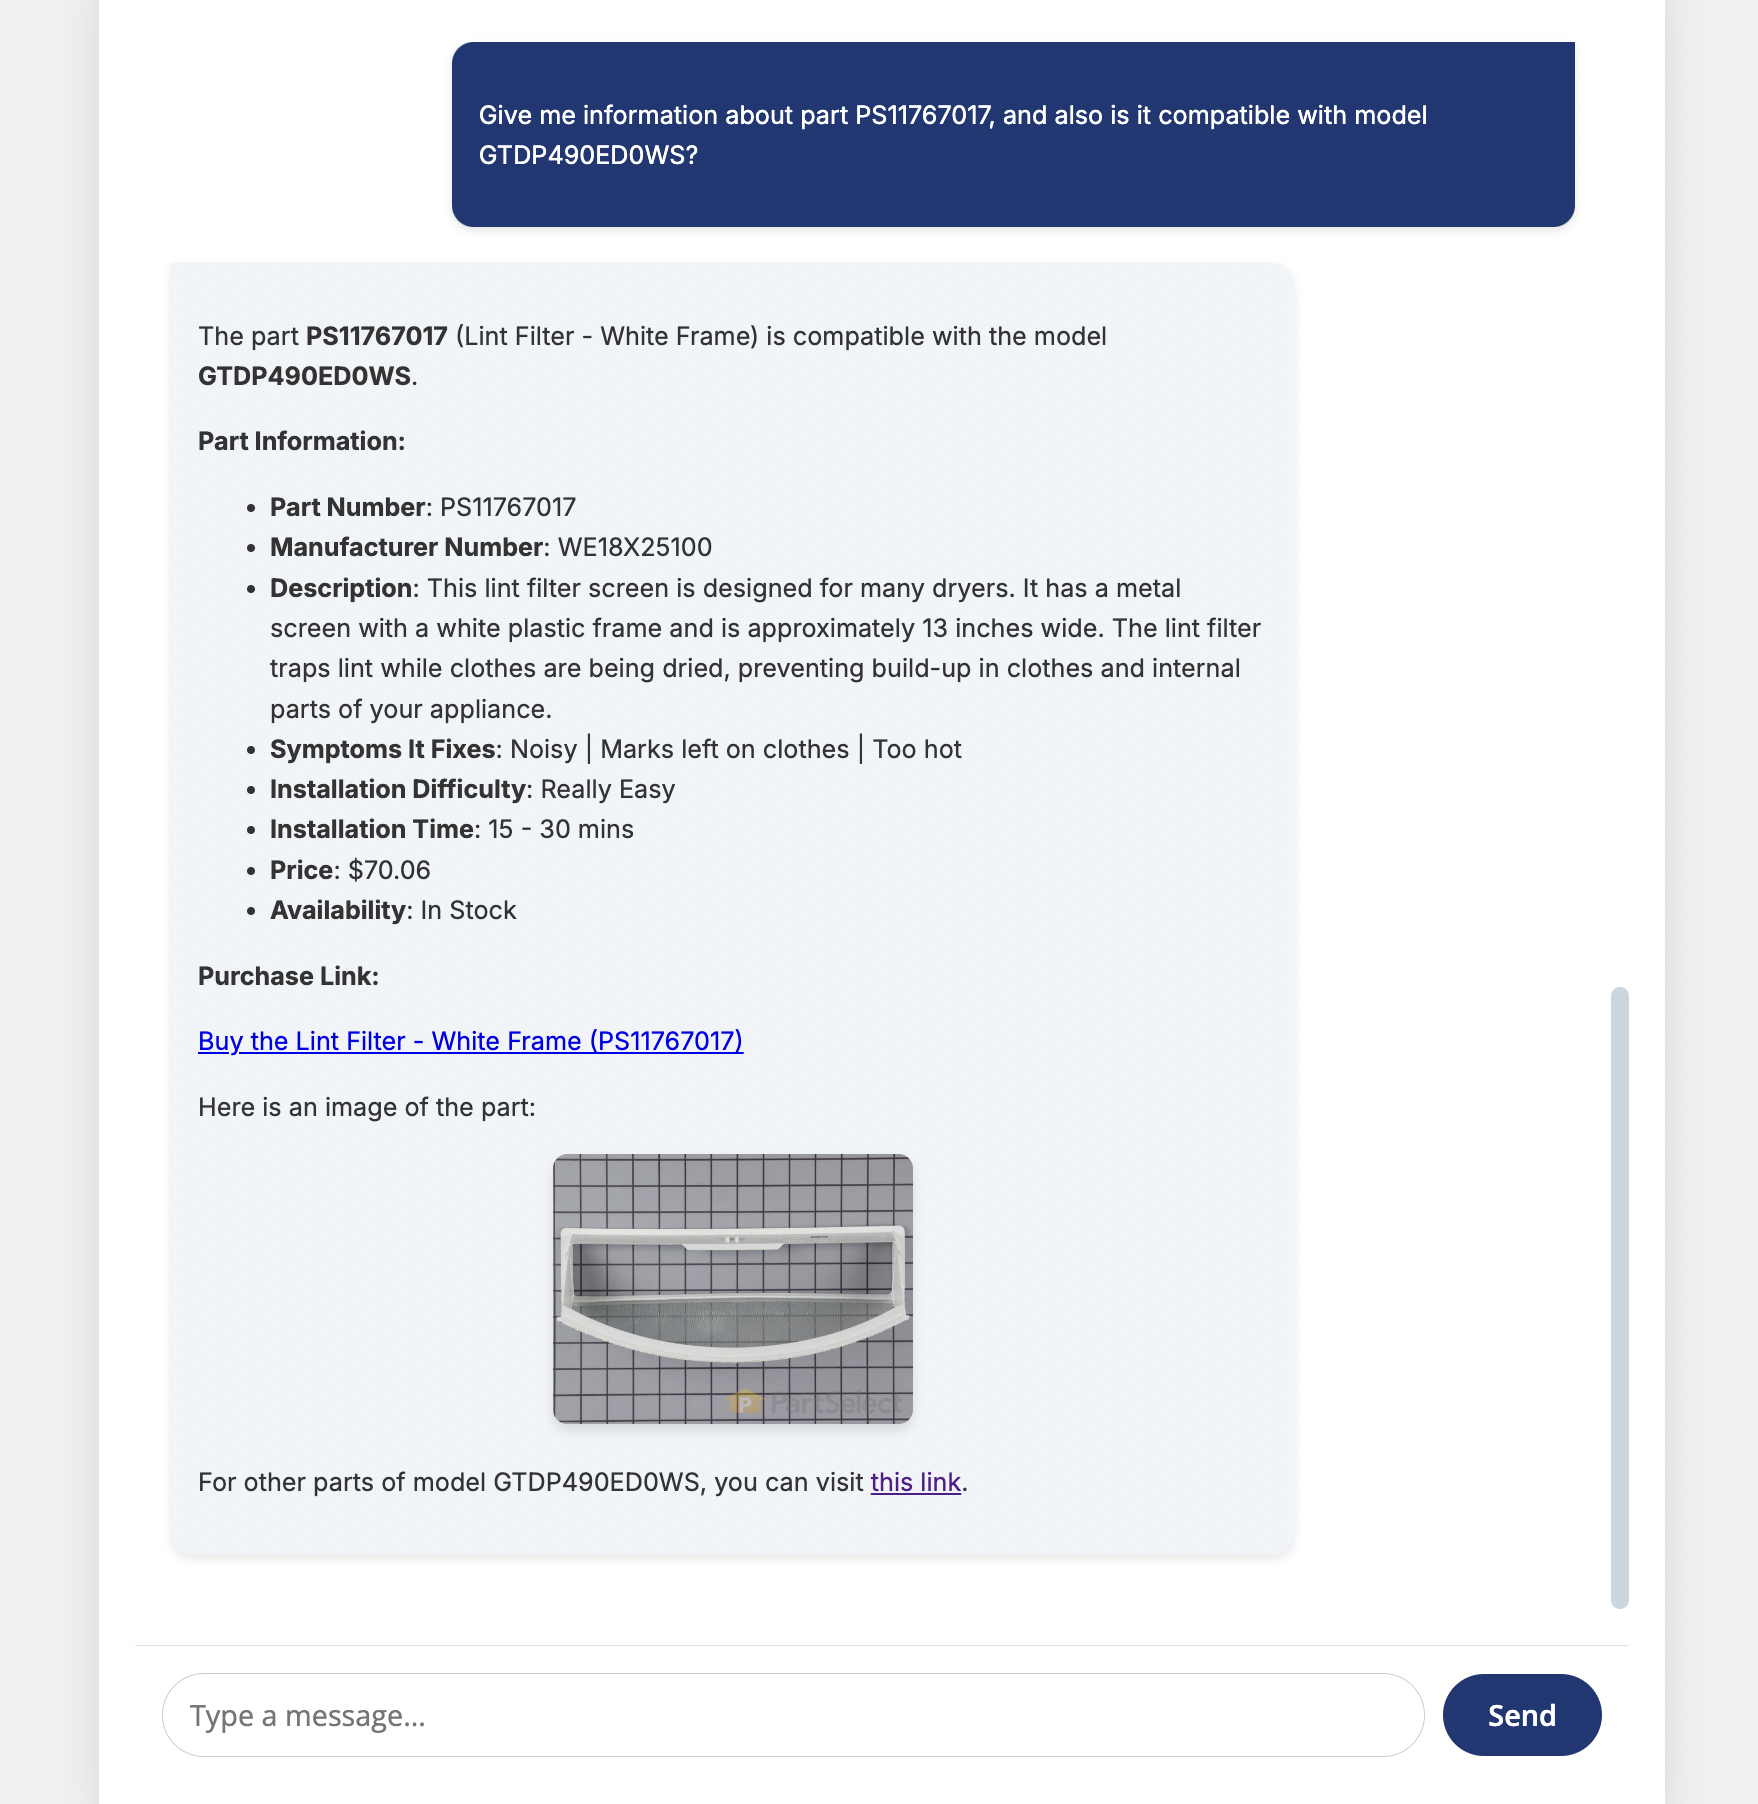 Give me information about part PS11767017, and also is it compatible with model
GTDP490ED0WS?
The part PS11767017 (Lint Filter - White Frame) is compatible with the model
GTDP490ED0WS.
Part Information:
• Part Number: PS11767017
• Manufacturer Number: WE18X25100
• Description: This lint filter screen is designed for many dryers. It has a metal
screen with a white plastic frame and is approximately 13 inches wide. The lint filter
traps lint while clothes are being dried, preventing build-up in clothes and internal
parts of your appliance.
• Symptoms It Fixes: Noisy | Marks left on clothes | Too hot
• Installation Difficulty: Really Easy
• Installation Time: 15 - 30 mins
• Price: $70.06
• Availability: In Stock
Purchase Link:
Buy the Lint Filter - White Frame (PS11767017)
Here is an image of the part:
P PartSelect
For other parts of model GTDP490ED0WS, you can visit this link.
Type a message...
Send